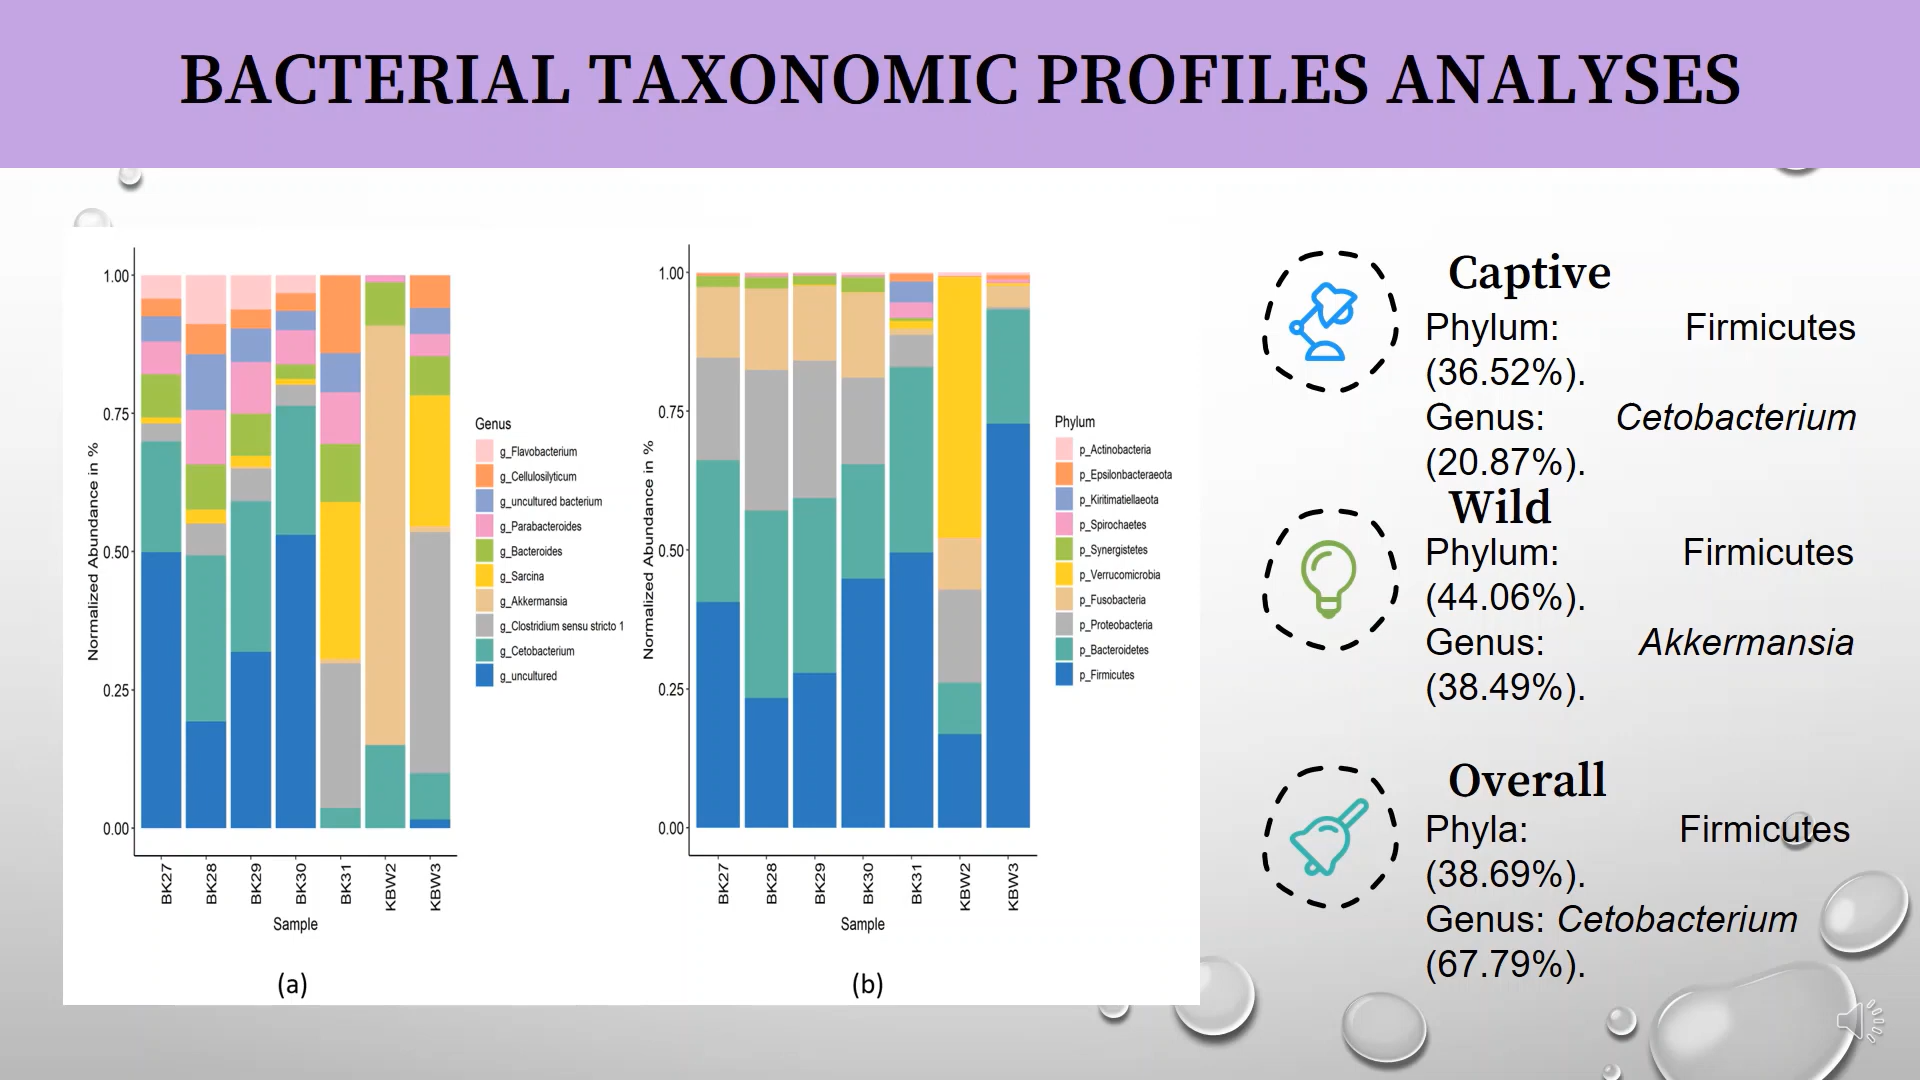 BACTERIAL TAXONOMIC PROFILES ANALYSES
Normalized Abundance in %
1.00
0.75
0.50
0.25
0.00
BK27
BK28
BK29
BK30
BK31
KBW2
KBW3
Sample
Genus
g_Flavobacterium
g_Cellulosilyticum
g_uncultured bacterium
g_Parabacteroides
g_Bacteroides
g_Sarcina
g_Akkermansia
g_Clostridium sensu stricto 1
g_Cetobacterium
g_uncultured
(a)
Normalized Abundance in %
1.00
0.75
0.50
0.25
0.00
BK27
BK28
BK29
BK30
BK31
KBW2
KBW3
Sample
Phylum
p_Actinobacteria
p_Epsilonbacteraeota
p_Kiritimatiellaeota
p_Spirochaetes
p_Synergistetes
p_Verrucomicrobia
p_Fusobacteria
p_Proteobacteria
p_Bacteroidetes
p_Firmicutes
(b)
Captive
Phylum: Firmicutes
(36.52%).
Genus: Cetobacterium
(20.87%).
Wild
Phylum: Firmicutes
(44.06%).
Genus: Akkermansia
(38.49%).
Overall
Phyla: Firmicutes
(38.69%).
Genus: Cetobacterium
(67.79%).